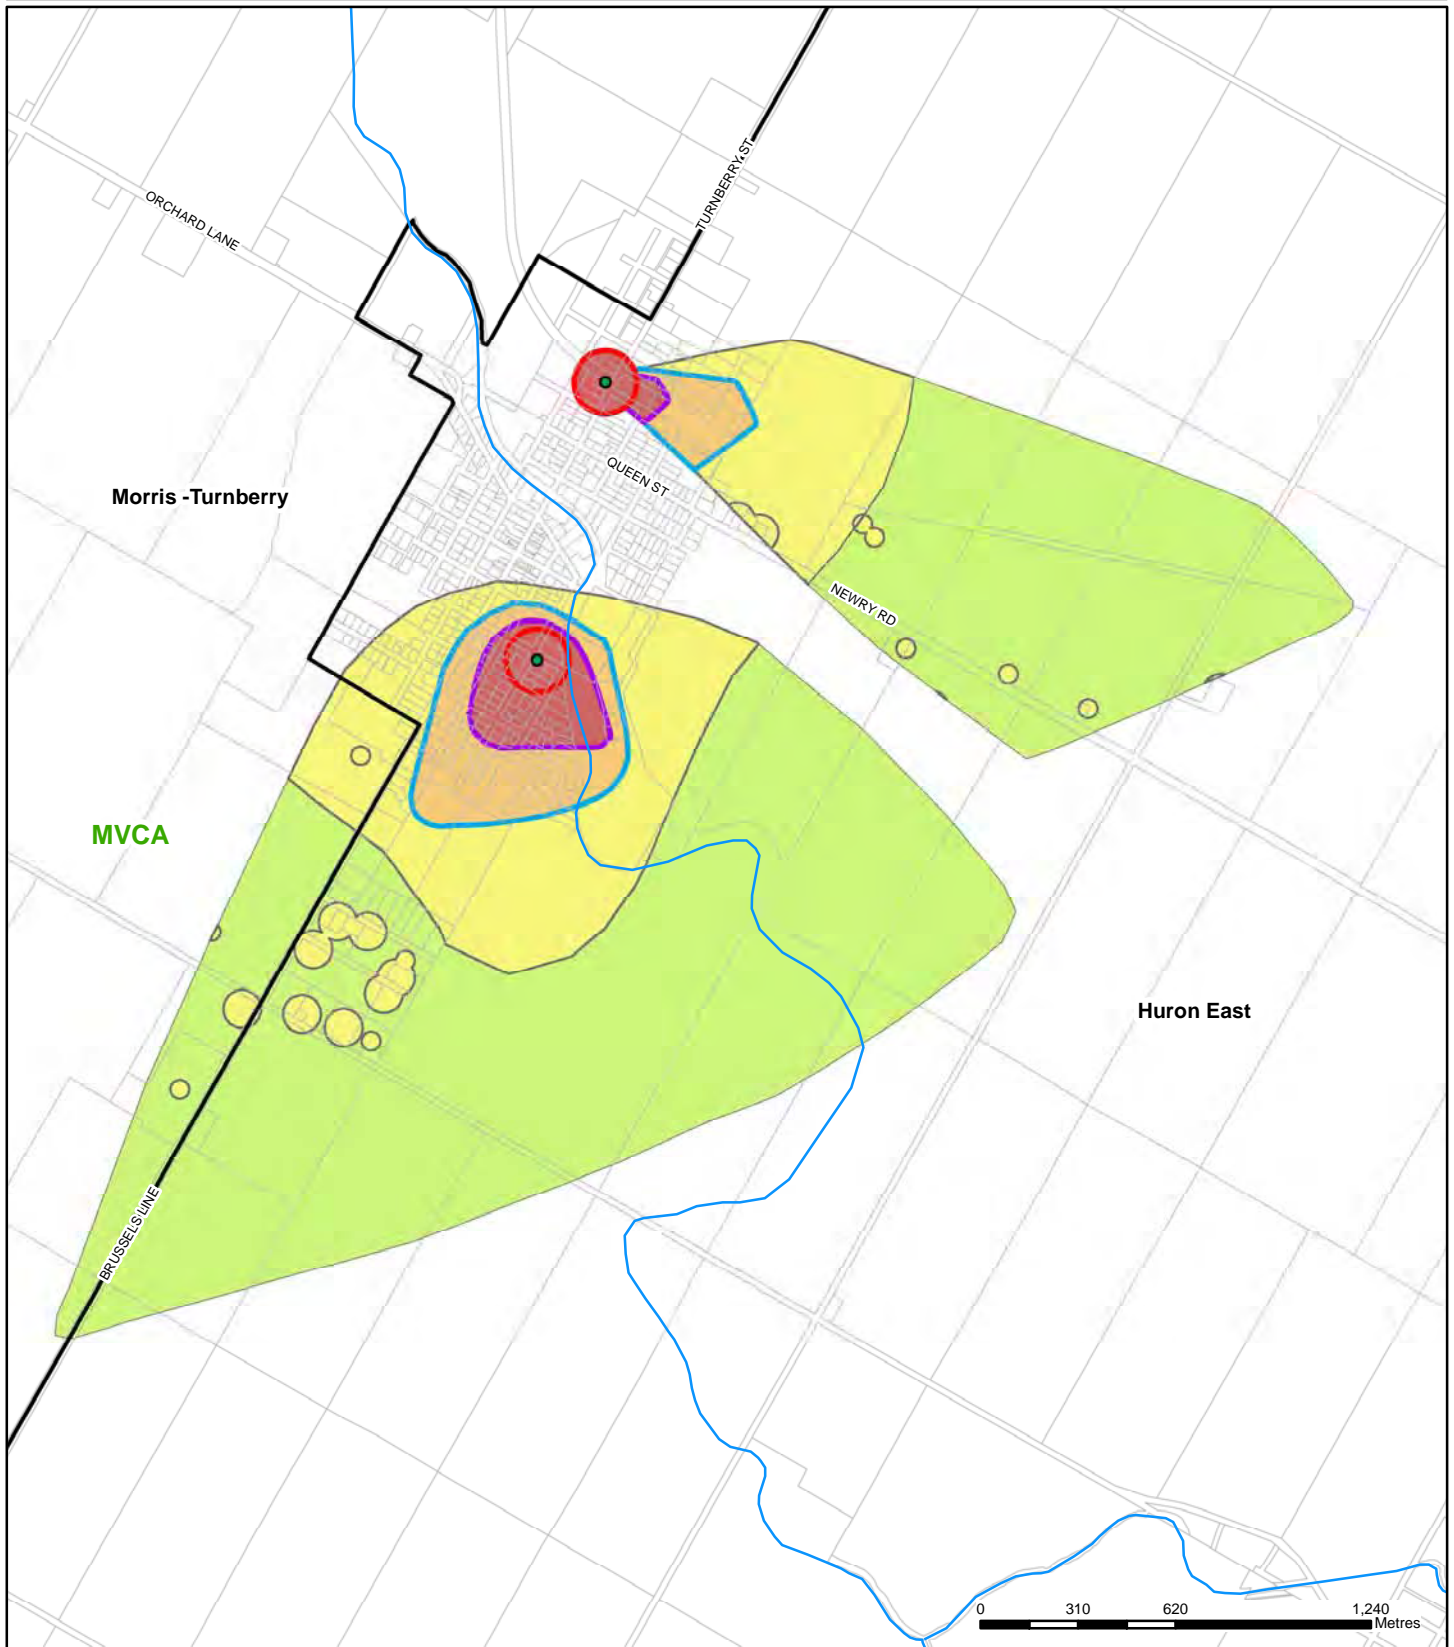 TURNBERRY ST
ORCHARD LANE
QUEEN ST
Morris -Turnberry
NEWRY RD
MVCA
Huron East
BRUSSELS LINE
0 310 620 1,240
Metres